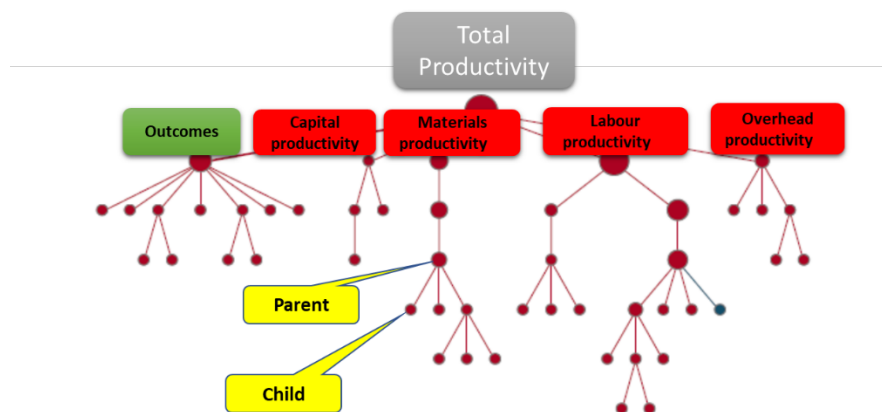 Total
Productivity
Outcomes
Capital
productivity
Materials
productivity
Labour
productivity
Overhead
productivity
Parent
Child